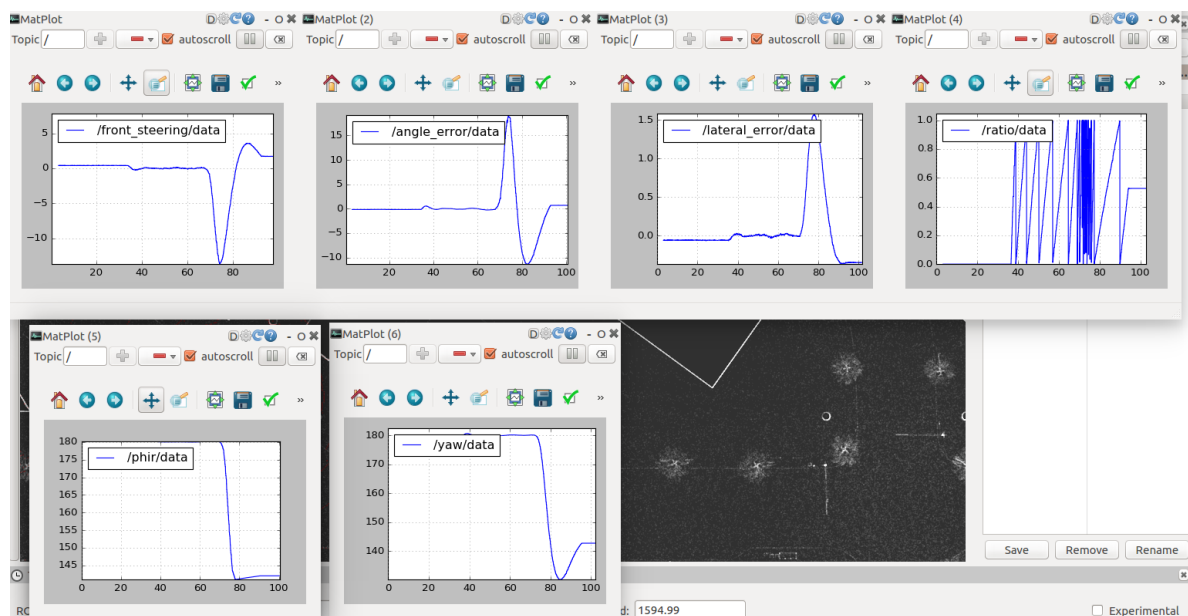 MatPlot D - O MatPlot (2) D - O MatPlot (3) D - O MatPlot (4) D - O
Topic / autoscroll Topic / autoscroll Topic / autoscroll Topic / autoscroll
» » » »
/front_steering/data
5
0
−5
−10
20 40 60 80
/angle_error/data
15
10
5
0
−5
−10
0 20 40 60 80 100
/lateral_error/data
1.5
1.0
0.5
0.0
0 20 40 60 80 100
/ratio/data
1.0
0.8
0.6
0.4
0.2
0.0
0 20 40 60 80 100
MatPlot (5) D - O MatPlot (6) D - O
Topic / autoscroll Topic / autoscroll
» »
/phir/data
180
175
170
165
160
155
150
145
0 20 40 60 80 100
/yaw/data
180
170
160
150
140
0 20 40 60 80 100
Save Remove Rename
d: 1594.99 Experimental